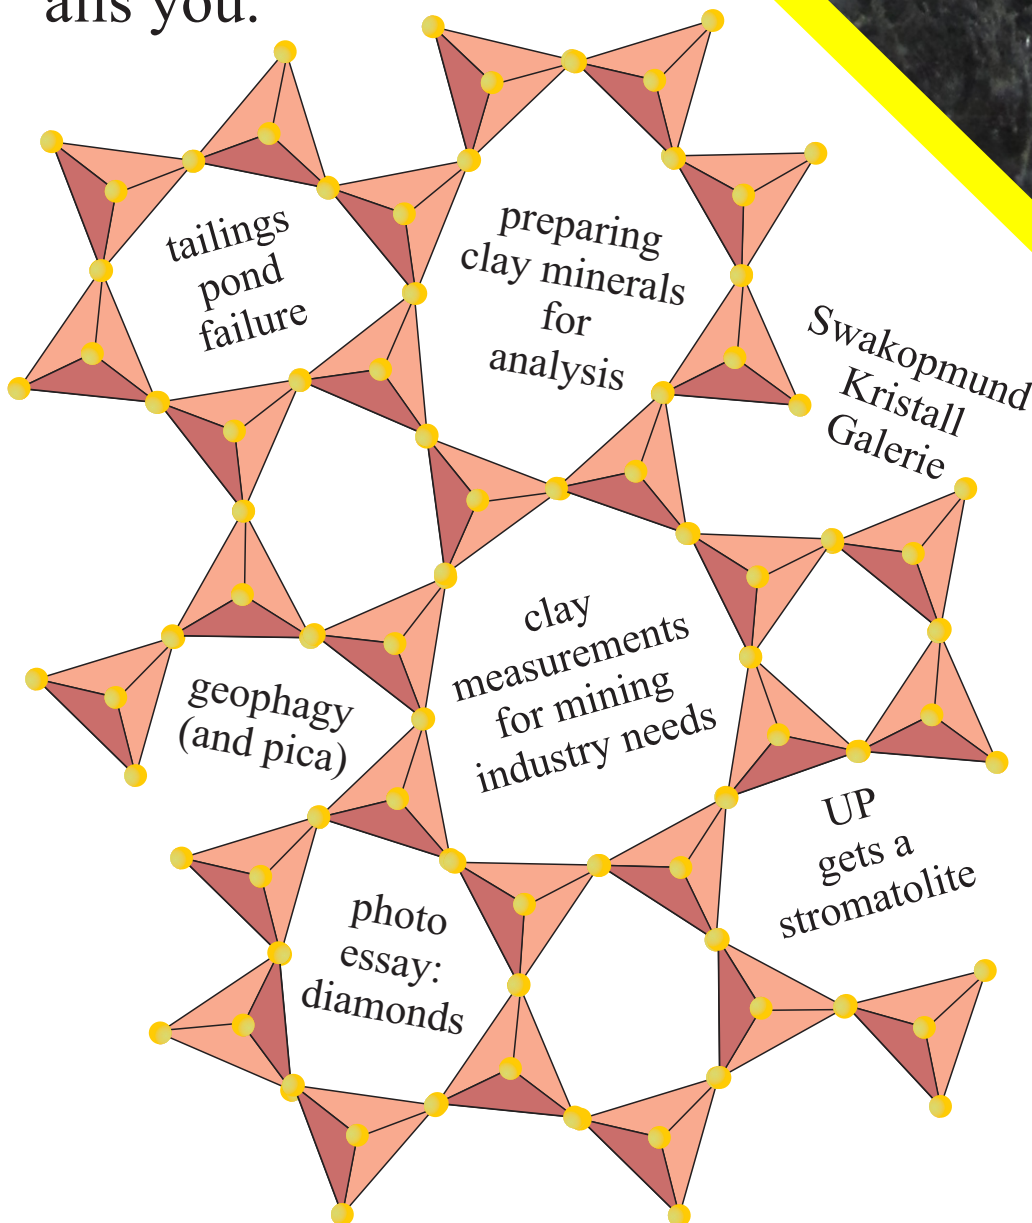 ails you.
tailings
pond
failure
preparing
clay minerals
for
analysis
Swakopmund
Kristall
Galerie
clay
measurements
for mining
industry needs
geophagy
(and pica)
UP
gets a
stromatolite
photo
essay:
diamonds